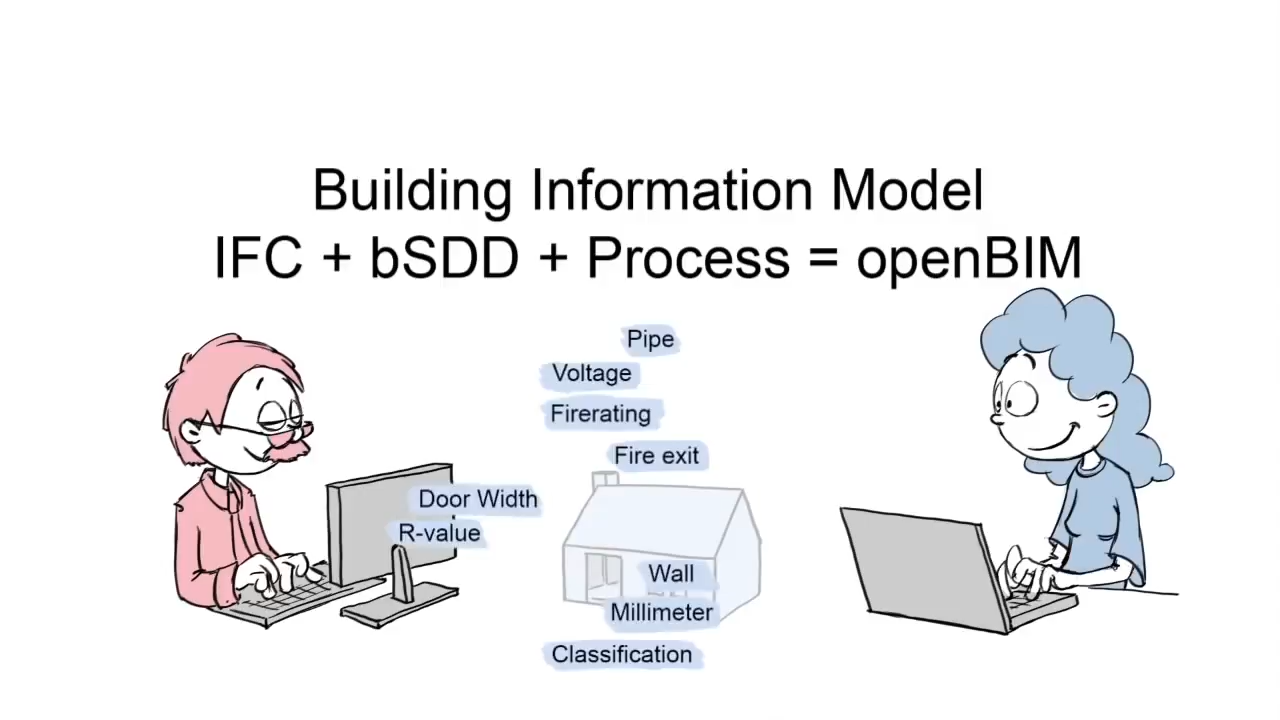 Building Information Model
IFC + bSDD + Process = openBIM
Pipe
Voltage
Firerating
Fire exit
Door Width
R-value
Wall
Millimeter
Classification